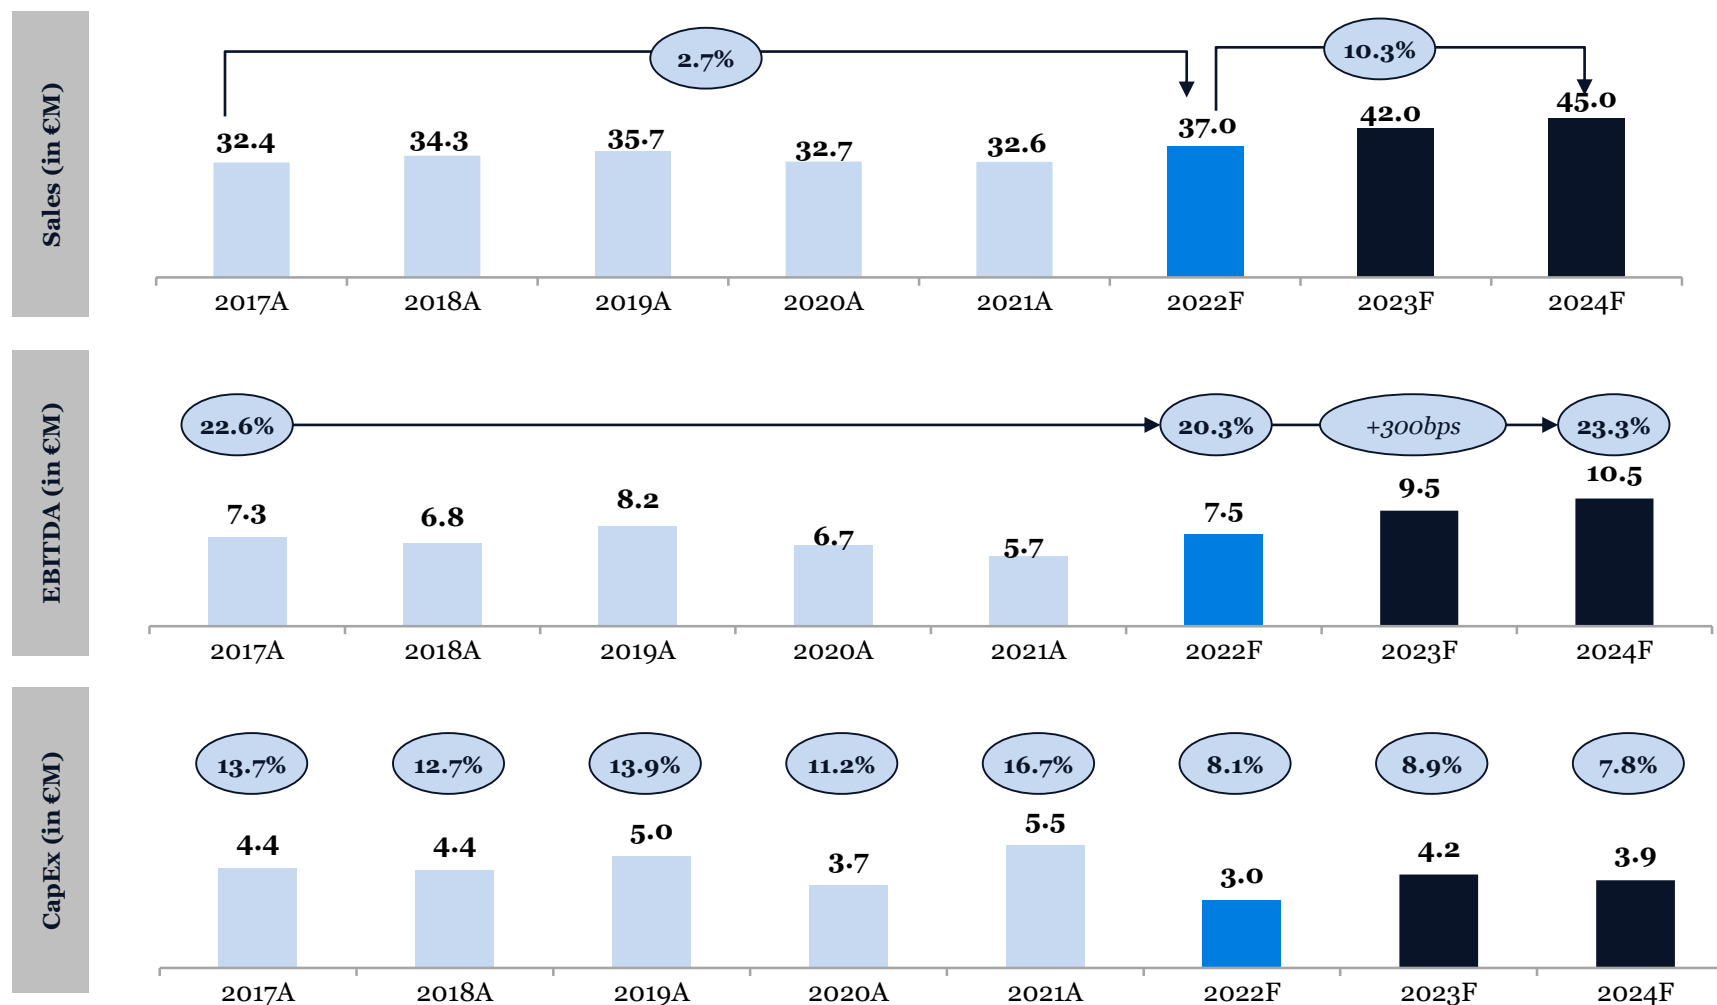 Sales (in €M)
2.7%
10.3%
32.4 34.3 35.7 32.7 32.6 37.0 42.0 45.0
2017A 2018A 2019A 2020A 2021A 2022F 2023F 2024F
EBITDA (in €M)
22.6% 20.3% +300bps 23.3%
7.3 6.8 8.2 6.7 5.7 7.5 9.5 10.5
2017A 2018A 2019A 2020A 2021A 2022F 2023F 2024F
CapEx (in €M)
13.7% 12.7% 13.9% 11.2% 16.7% 8.1% 8.9% 7.8%
4.4 4.4 5.0 3.7 5.5 3.0 4.2 3.9
2017A 2018A 2019A 2020A 2021A 2022F 2023F 2024F